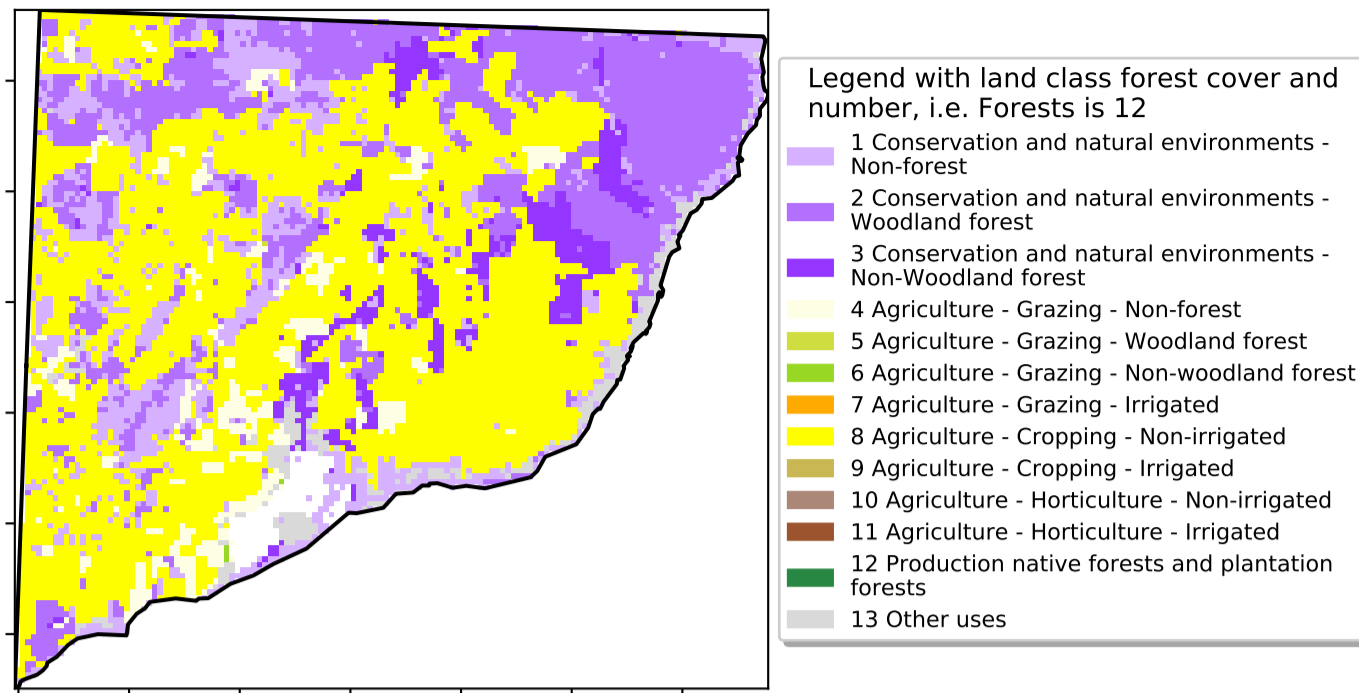 Legend with land class forest cover and
number, i.e. Forests is 12
1 Conservation and natural environments -
Non-forest
2 Conservation and natural environments -
Woodland forest
3 Conservation and natural environments -
Non-Woodland forest
4 Agriculture - Grazing - Non-forest
5 Agriculture - Grazing - Woodland forest
6 Agriculture - Grazing - Non-woodland forest
7 Agriculture - Grazing - Irrigated
8 Agriculture - Cropping - Non-irrigated
9 Agriculture - Cropping - Irrigated
10 Agriculture - Horticulture - Non-irrigated
11 Agriculture - Horticulture - Irrigated
12 Production native forests and plantation
forests
13 Other uses